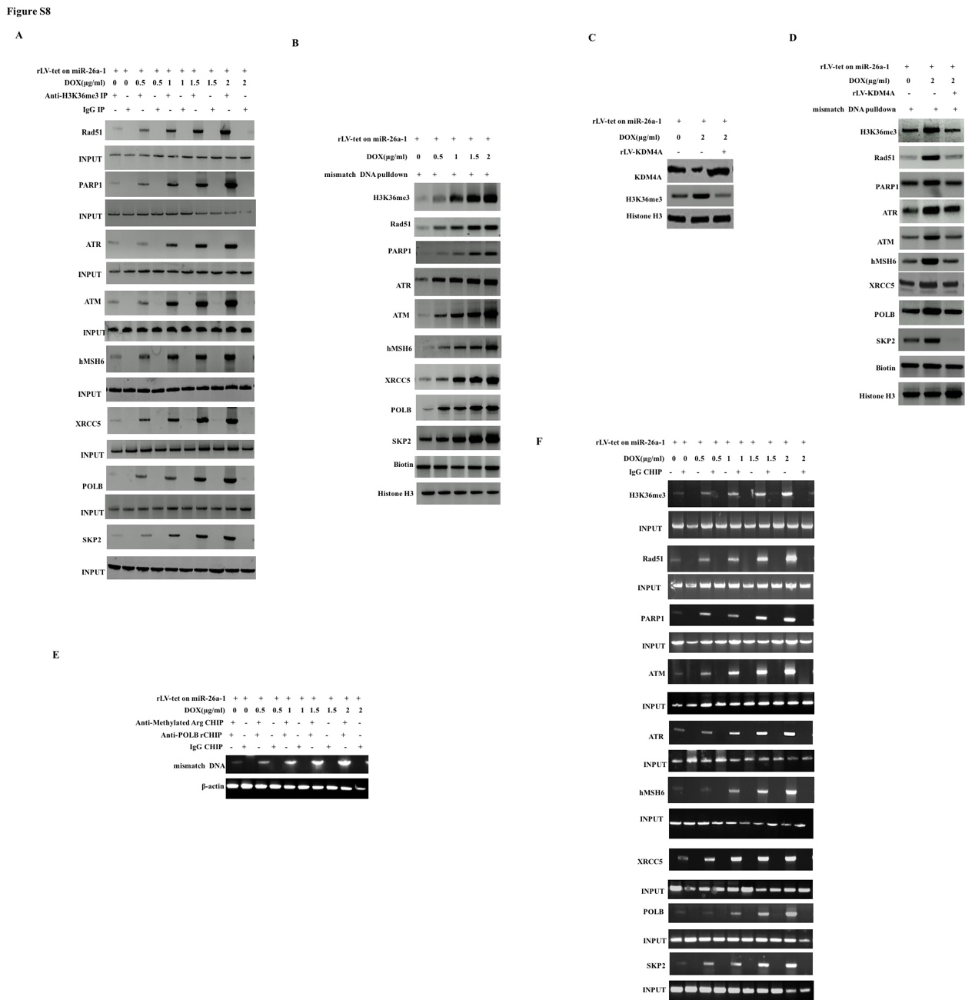 Figure S8
A
rLV-tet on miR-26a-1 + + + + + + + + + +
DOX(μg/ml) 0 0 0.5 0.5 1 1 1.5 1.5 2 2
Anti-H3K36me3 IP + - + - + - + - + -
IgG IP - + - + - + - + - +
Rad51
INPUT
PARP1
INPUT
ATR
INPUT
ATM
INPUT
hMSH6
INPUT
XRCC5
INPUT
POLB
INPUT
SKP2
INPUT
B
rLV-tet on miR-26a-1 + + + + +
DOX(μg/ml) 0 0.5 1 1.5 2
mismatch DNA pulldown + + + + +
H3K36me3
Rad51
PARP1
ATR
ATM
hMSH6
XRCC5
POLB
SKP2
Biotin
Histone H3
C
rLV-tet on miR-26a-1 + + +
DOX(μg/ml) 0 2 2
rLV-KDM4A - - +
KDM4A
H3K36me3
Histone H3
D
rLV-tet on miR-26a-1 + + +
DOX(μg/ml) 0 2 2
rLV-KDM4A - - +
mismatch DNA pulldown + + +
H3K36me3
Rad51
PARP1
ATR
ATM
hMSH6
XRCC5
POLB
SKP2
Biotin
Histone H3
E
rLV-tet on miR-26a-1 + + + + + + + + + +
DOX(μg/ml) 0 0 0.5 0.5 1 1 1.5 1.5 2 2
Anti-Methylated Arg CHIP + - + - + - + - + -
Anti-POLB rCHIP + - + - + - + - + -
IgG CHIP - + - + - + - + - +
mismatch DNA
β-actin
F
rLV-tet on miR-26a-1 + + + + + + + + + +
DOX(μg/ml) 0 0 0.5 0.5 1 1 1.5 1.5 2 2
IgG CHIP - + - + - + - + - +
H3K36me3
INPUT
Rad51
INPUT
PARP1
INPUT
ATM
INPUT
ATR
INPUT
hMSH6
INPUT
XRCC5
INPUT
POLB
INPUT
SKP2
INPUT